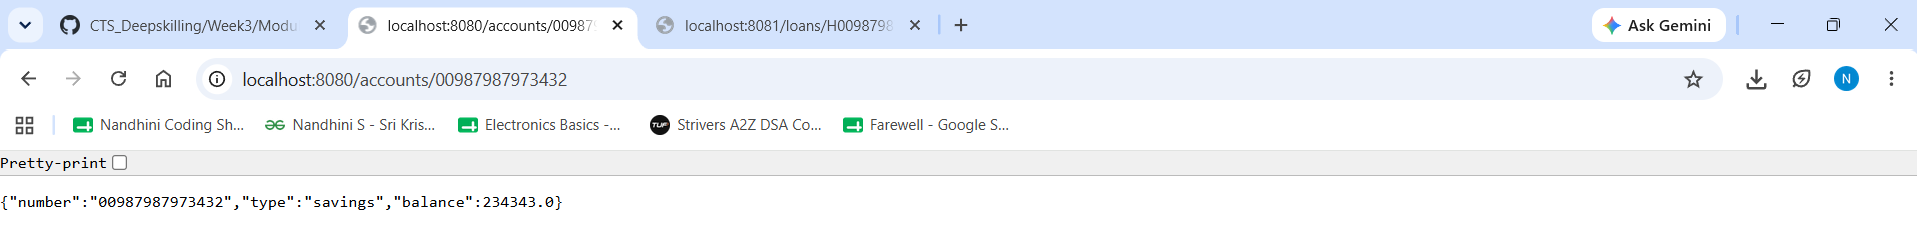 CTS_Deepskilling/Week3/Modu
localhost:8080/accounts/00987
localhost:8081/loans/H0098798
Ask Gemini
localhost:8080/accounts/00987987973432
N
Nandhini Coding Sh...
Nandhini S - Sri Kris...
Electronics Basics -...
TUF
Strivers A2Z DSA Co...
Farewell - Google S...
Pretty-print
{"number":"00987987973432","type":"savings","balance":234343.0}